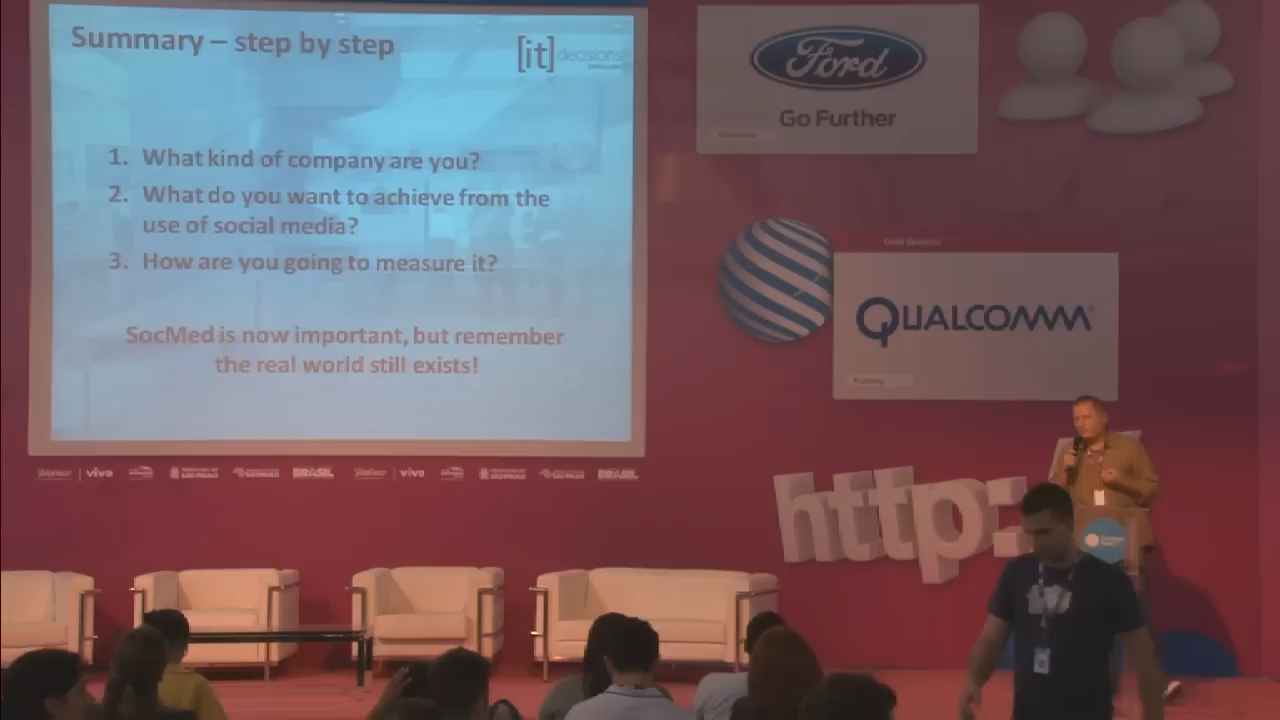 Summary – step by step
[it]decisions
1. What kind of company are you?
2. What do you want to achieve from the
use of social media?
3. How are you going to measure it?
SocMed is now important, but remember
the real world still exists!
Ford
Go Further
QUALCOMM
http:
vivo
BRASIL
vivo
BRASIL